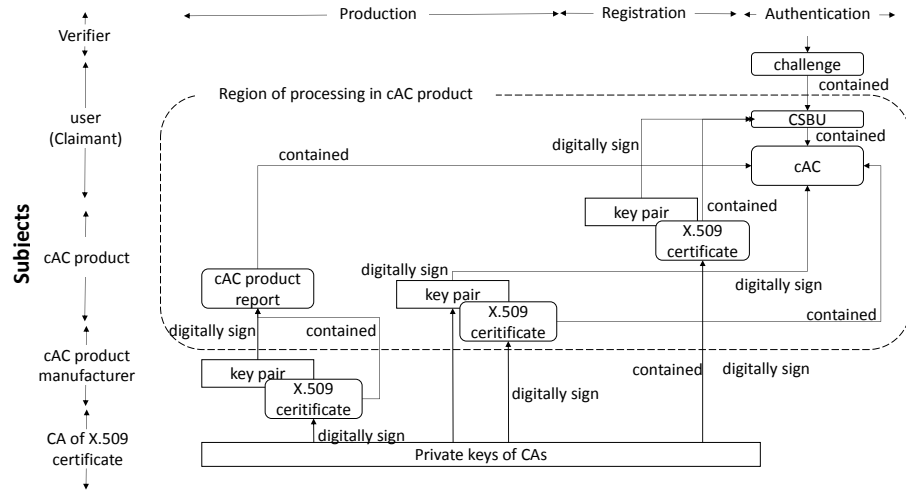 Production
Registration
Authentication
Verifier
challenge
contained
Region of processing in cAC product
user
(Claimant)
CSBU
digitally sign
contained
contained
cAC
Subjects
key pair
contained
X.509
certificate
cAC product
digitally sign
digitally sign
cAC product
report
key pair
X.509
ceritificate
contained
digitally sign
contained
cAC product
manufacturer
key pair
contained
digitally sign
X.509
ceritificate
digitally sign
CA of X.509
certificate
digitally sign
Private keys of CAs